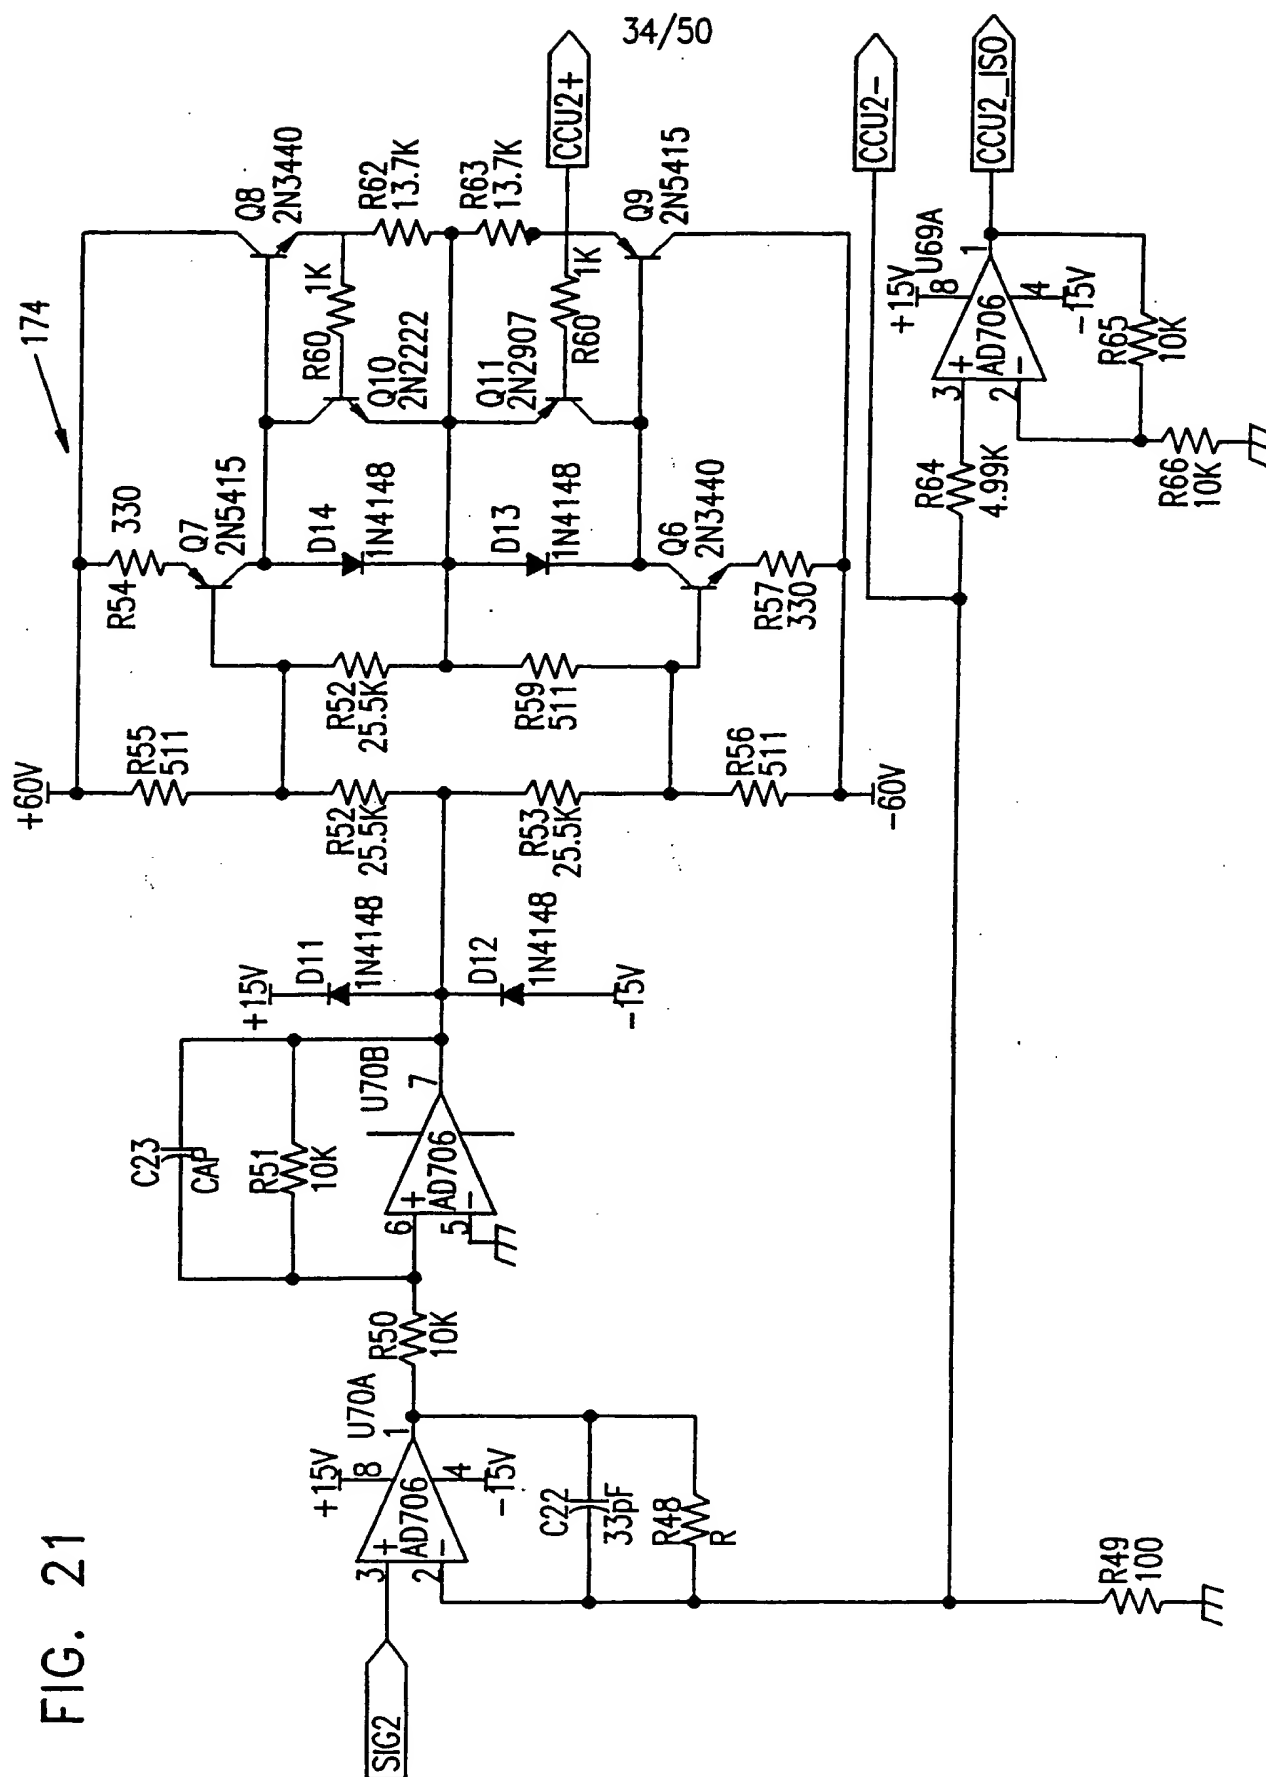 34/50
FIG. 21
174
SIG2
3
+
2
-
AD706
+15V
8
4
-15V
U70A
1
C22
33pF
R48
R
R49
100
R50
10K
C23
CAP
R51
10K
6
+
5
-
AD706
U70B
7
+15V
D11
1N4148
D12
1N4148
-15V
+60V
R55
511
R52
25.5K
R53
25.5K
R56
511
-60V
R52
25.5K
R59
511
R54
330
Q7
2N5415
D14
1N4148
D13
1N4148
Q6
2N3440
R57
330
R60
1K
Q10
2N2222
Q11
2N2907
R60
1K
Q8
2N3440
R62
13.7K
R63
13.7K
Q9
2N5415
CCU2+
CCU2-
R64
4.99K
3
+
2
-
AD706
+15V
8
U69A
1
4
-15V
R65
10K
R66
10K
CCU2_ISO